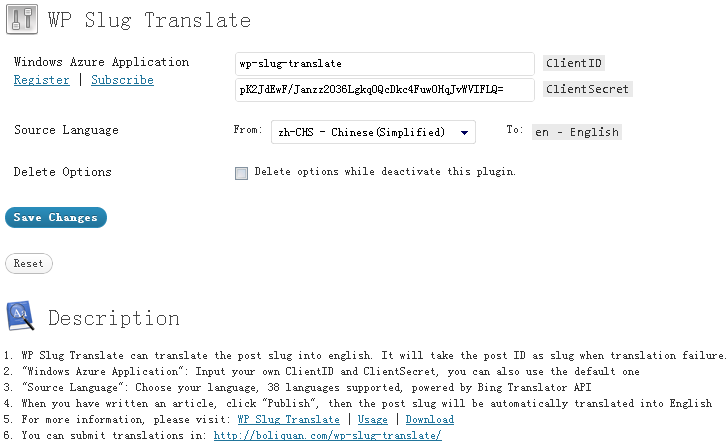 WP Slug Translate
Windows Azure Application
wp-slug-translate
ClientID
Register | Subscribe
pK2JdEwF/Janzz2036Lgkq0QcDkc4Fuw0HqJvWVIFLQ=
ClientSecret
Source Language
From: zh-CHS - Chinese(Simplified)
To: en - English
Delete Options
Delete options while deactivate this plugin.
Save Changes
Reset
Aa
Description
1. WP Slug Translate can translate the post slug into english. It will take the post ID as slug when translation failure.
2. "Windows Azure Application": Input your own ClientID and ClientSecret, you can also use the default one
3. "Source Language": Choose your language, 38 languages supported, powered by Bing Translator API
4. When you have written an article, click "Publish", then the post slug will be automatically translated into English
5. For more information, please visit: WP Slug Translate | Usage | Download
6. You can submit translations in: http://boliquan.com/wp-slug-translate/